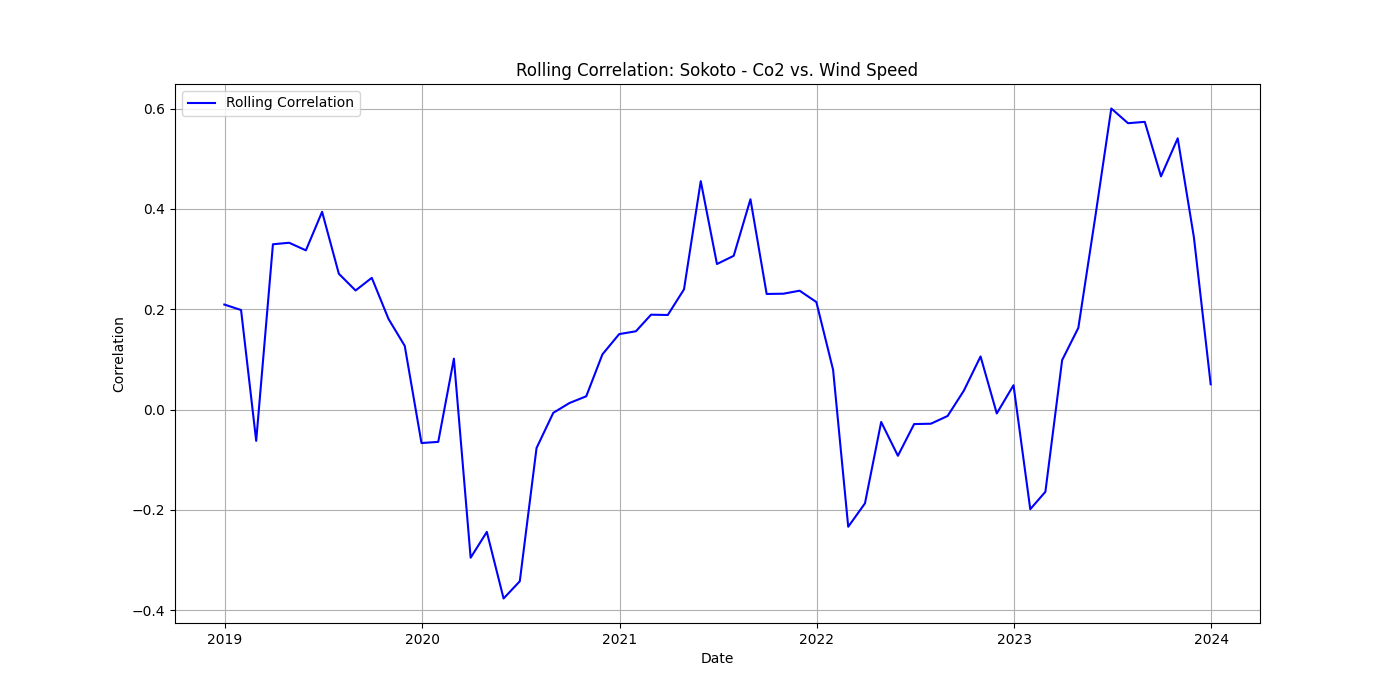 Rolling Correlation: Sokoto - Co2 vs. Wind Speed
Rolling Correlation
Correlation
0.6
0.4
0.2
0.0
−0.2
−0.4
2019 2020 2021 2022 2023 2024
Date